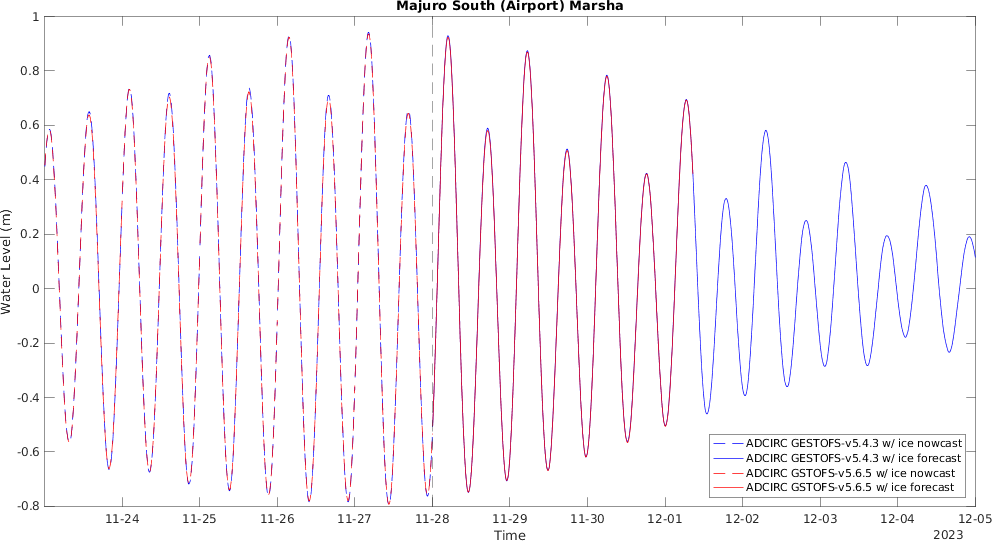 Majuro South (Airport) Marsha
Water Level (m)
1
0.8
0.6
0.4
0.2
0
-0.2
-0.4
-0.6
-0.8
ADCIRC GESTOFS-v5.4.3 w/ ice nowcast
ADCIRC GESTOFS-v5.4.3 w/ ice forecast
ADCIRC GSTOFS-v5.6.5 w/ ice nowcast
ADCIRC GSTOFS-v5.6.5 w/ ice forecast
11-24 11-25 11-26 11-27 11-28 11-29 11-30 12-01 12-02 12-03 12-04 12-05
Time
2023